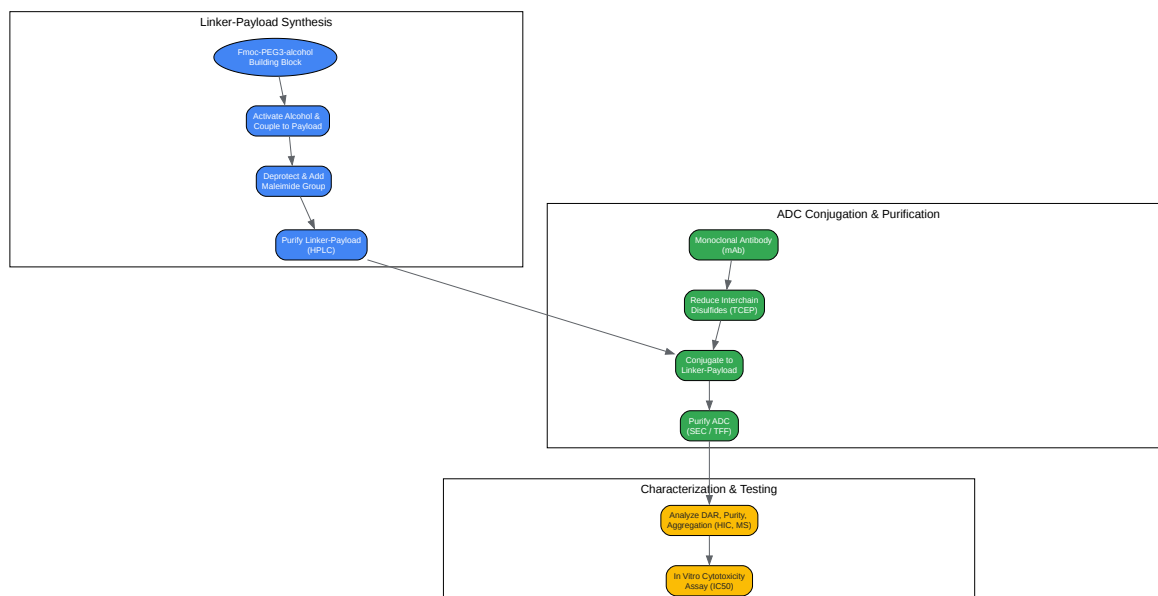 Linker-Payload Synthesis
Fmoc-PEG3-alcohol
Building Block
Activate Alcohol &
Couple to Payload
Deprotect & Add
Maleimide Group
Purify Linker-Payload
(HPLC)
ADC Conjugation & Purification
Monoclonal Antibody
(mAb)
Reduce Interchain
Disulfides (TCEP)
Conjugate to
Linker-Payload
Purify ADC
(SEC / TFF)
Characterization & Testing
Analyze DAR, Purity,
Aggregation (HIC, MS)
In Vitro Cytotoxicity
Assay (IC50)